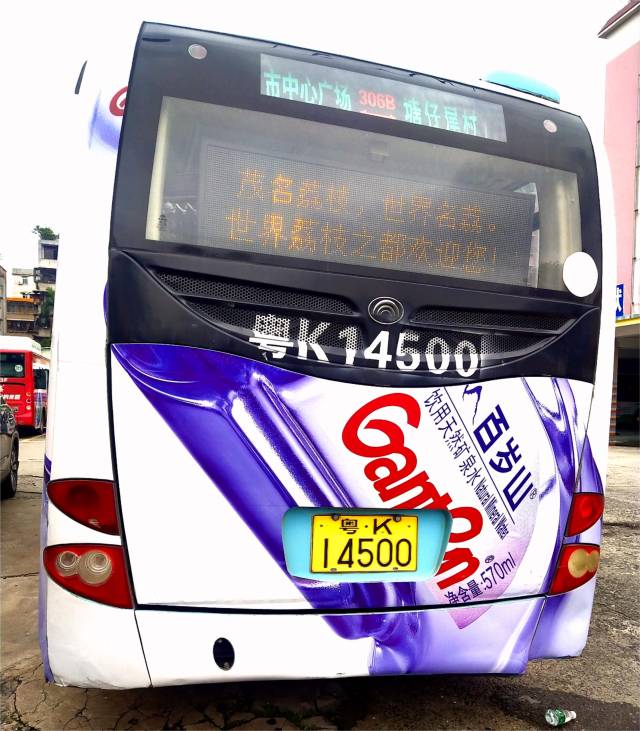 市中心广场 306B 塘仔尾村
茂名荔枝，世界名荔。
世界荔枝之都欢迎您!
粤K14500
百岁山®
饮用天然矿泉水 Natural Mineral Water
Ganten®
净含量:570ml
粤·K
14500